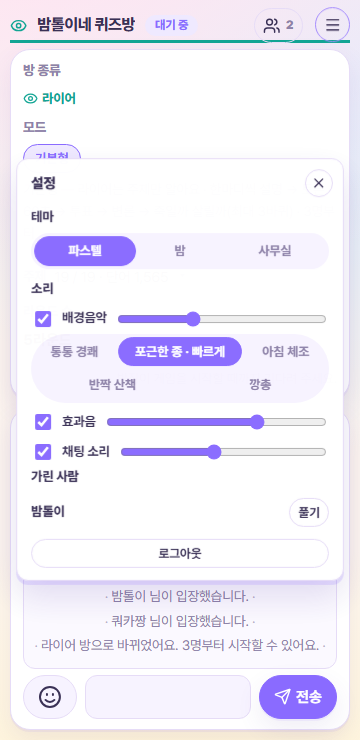 밤톨이네 퀴즈방 대기 중 2
방 종류
라이어
모드
기본형
설정
테마
파스텔 밤 사무실
소리
배경음악
통통 경쾌 포근한 종 · 빠르게 아침 체조
반짝 산책 깡총
효과음
채팅 소리
가린 사람
밤톨이 풀기
로그아웃
· 밤톨이 님이 입장했습니다. ·
· 쿼카짱 님이 입장했습니다. ·
· 라이어 방으로 바뀌었어요. 3명부터 시작할 수 있어요. ·
전송